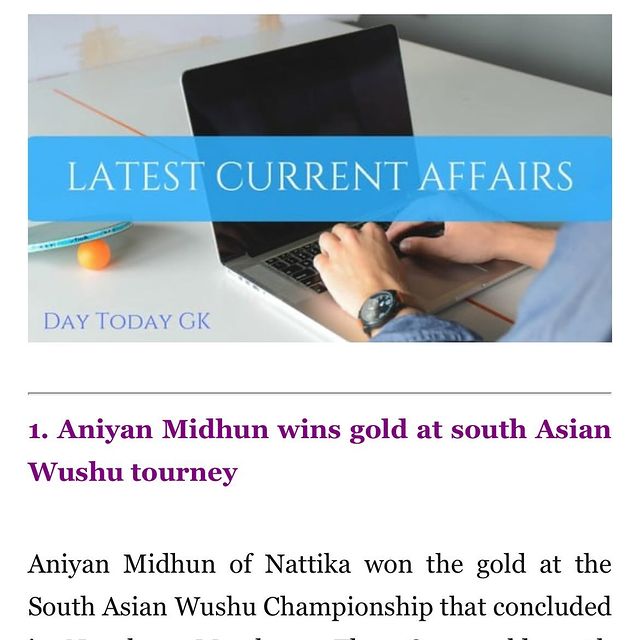 LATEST CURRENT AFFAIRS
DAY TODAY GK
1. Aniyan Midhun wins gold at south Asian
Wushu tourney
Aniyan Midhun of Nattika won the gold at the
South Asian Wushu Championship that concluded